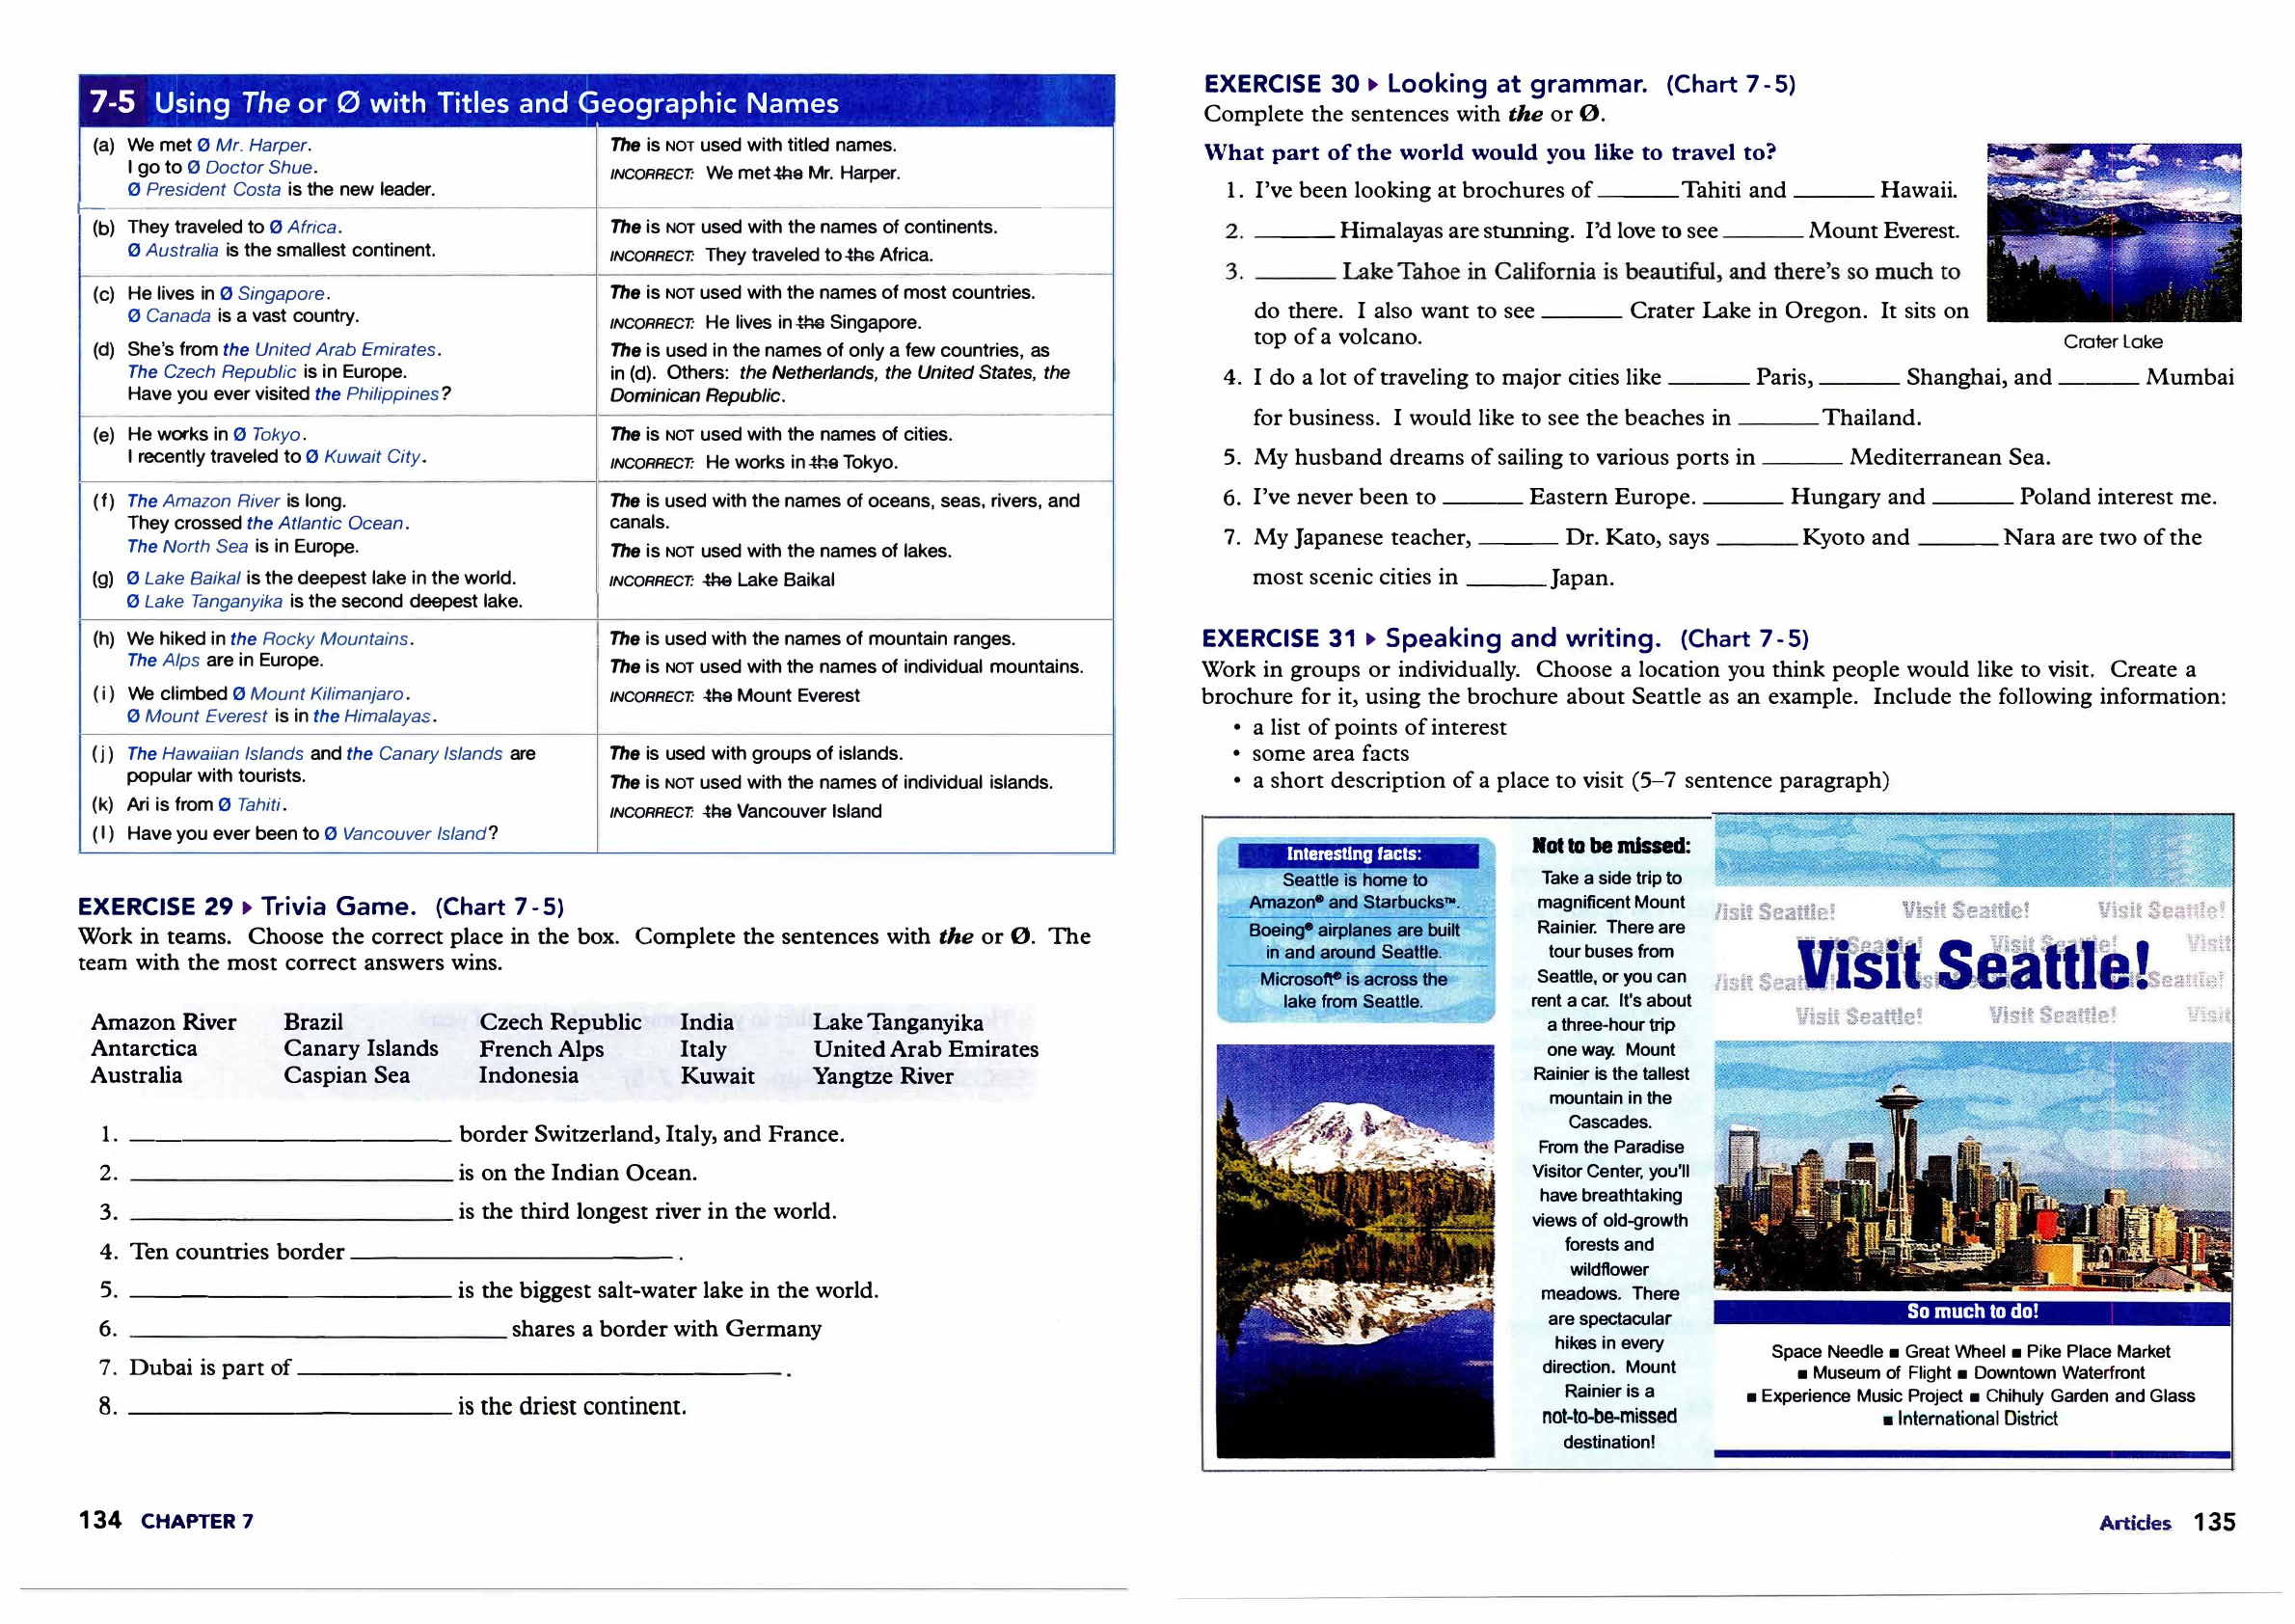 7-5 Using The or Ø with Titles and Geographic Names
(a) We met Ø Mr. Harper.
I go to Ø Doctor Shue.
Ø President Costa is the new leader.
The is NOT used with titled names.
INCORRECT: We met the Mr. Harper.
(b) They traveled to Ø Africa.
Ø Australia is the smallest continent.
The is NOT used with the names of continents.
INCORRECT: They traveled to the Africa.
(c) He lives in Ø Singapore.
Ø Canada is a vast country.
The is NOT used with the names of most countries.
INCORRECT: He lives in the Singapore.
(d) She's from the United Arab Emirates.
The Czech Republic is in Europe.
Have you ever visited the Philippines?
The is used in the names of only a few countries, as
in (d). Others: the Netherlands, the United States, the
Dominican Republic.
(e) He works in Ø Tokyo.
I recently traveled to Ø Kuwait City.
The is NOT used with the names of cities.
INCORRECT: He works in the Tokyo.
(f) The Amazon River is long.
They crossed the Atlantic Ocean.
The North Sea is in Europe.
(g) Ø Lake Baikal is the deepest lake in the world.
Ø Lake Tanganyika is the second deepest lake.
The is used with the names of oceans, seas, rivers, and
canals.
The is NOT used with the names of lakes.
INCORRECT: the Lake Baikal
(h) We hiked in the Rocky Mountains.
The Alps are in Europe.
(i) We climbed Ø Mount Kilimanjaro.
Ø Mount Everest is in the Himalayas.
The is used with the names of mountain ranges.
The is NOT used with the names of individual mountains.
INCORRECT: the Mount Everest
(j) The Hawaiian Islands and the Canary Islands are
popular with tourists.
(k) Ari is from Ø Tahiti.
(l) Have you ever been to Ø Vancouver Island?
The is used with groups of islands.
The is NOT used with the names of individual islands.
INCORRECT: the Vancouver Island
EXERCISE 29 ▸ Trivia Game. (Chart 7-5)
Work in teams. Choose the correct place in the box. Complete the sentences with the or Ø. The
team with the most correct answers wins.
Amazon River Brazil Czech Republic India Lake Tanganyika
Antarctica Canary Islands French Alps Italy United Arab Emirates
Australia Caspian Sea Indonesia Kuwait Yangtze River
1. ______ border Switzerland, Italy, and France.
2. ______ is on the Indian Ocean.
3. ______ is the third longest river in the world.
4. Ten countries border ______ .
5. ______ is the biggest salt-water lake in the world.
6. ______ shares a border with Germany
7. Dubai is part of ______ .
8. ______ is the driest continent.
134 CHAPTER 7
EXERCISE 30 ▸ Looking at grammar. (Chart 7-5)
Complete the sentences with the or Ø.
What part of the world would you like to travel to?
1. I've been looking at brochures of ______ Tahiti and ______ Hawaii.
2. ______ Himalayas are stunning. I'd love to see ______ Mount Everest.
3. ______ Lake Tahoe in California is beautiful, and there's so much to
do there. I also want to see ______ Crater Lake in Oregon. It sits on
top of a volcano.
Crater Lake
4. I do a lot of traveling to major cities like ______ Paris, ______ Shanghai, and ______ Mumbai
for business. I would like to see the beaches in ______ Thailand.
5. My husband dreams of sailing to various ports in ______ Mediterranean Sea.
6. I've never been to ______ Eastern Europe. ______ Hungary and ______ Poland interest me.
7. My Japanese teacher, ______ Dr. Kato, says ______ Kyoto and ______ Nara are two of the
most scenic cities in ______ Japan.
EXERCISE 31 ▸ Speaking and writing. (Chart 7-5)
Work in groups or individually. Choose a location you think people would like to visit. Create a
brochure for it, using the brochure about Seattle as an example. Include the following information:
• a list of points of interest
• some area facts
• a short description of a place to visit (5–7 sentence paragraph)
Interesting facts:
Seattle is home to
Amazon® and Starbucks™.
Boeing® airplanes are built
in and around Seattle.
Microsoft® is across the
lake from Seattle.
Not to be missed:
Take a side trip to
magnificent Mount
Rainier. There are
tour buses from
Seattle, or you can
rent a car. It's about
a three-hour trip
one way. Mount
Rainier is the tallest
mountain in the
Cascades.
From the Paradise
Visitor Center, you'll
have breathtaking
views of old-growth
forests and
wildflower
meadows. There
are spectacular
hikes in every
direction. Mount
Rainier is a
not-to-be-missed
destination!
Visit Seattle! Visit Seattle! Visit Seattle!
Visit Seattle!
Visit Seattle! Visit Seattle! Visit
So much to do!
Space Needle ■ Great Wheel ■ Pike Place Market
■ Museum of Flight ■ Downtown Waterfront
■ Experience Music Project ■ Chihuly Garden and Glass
■ International District
Articles 135